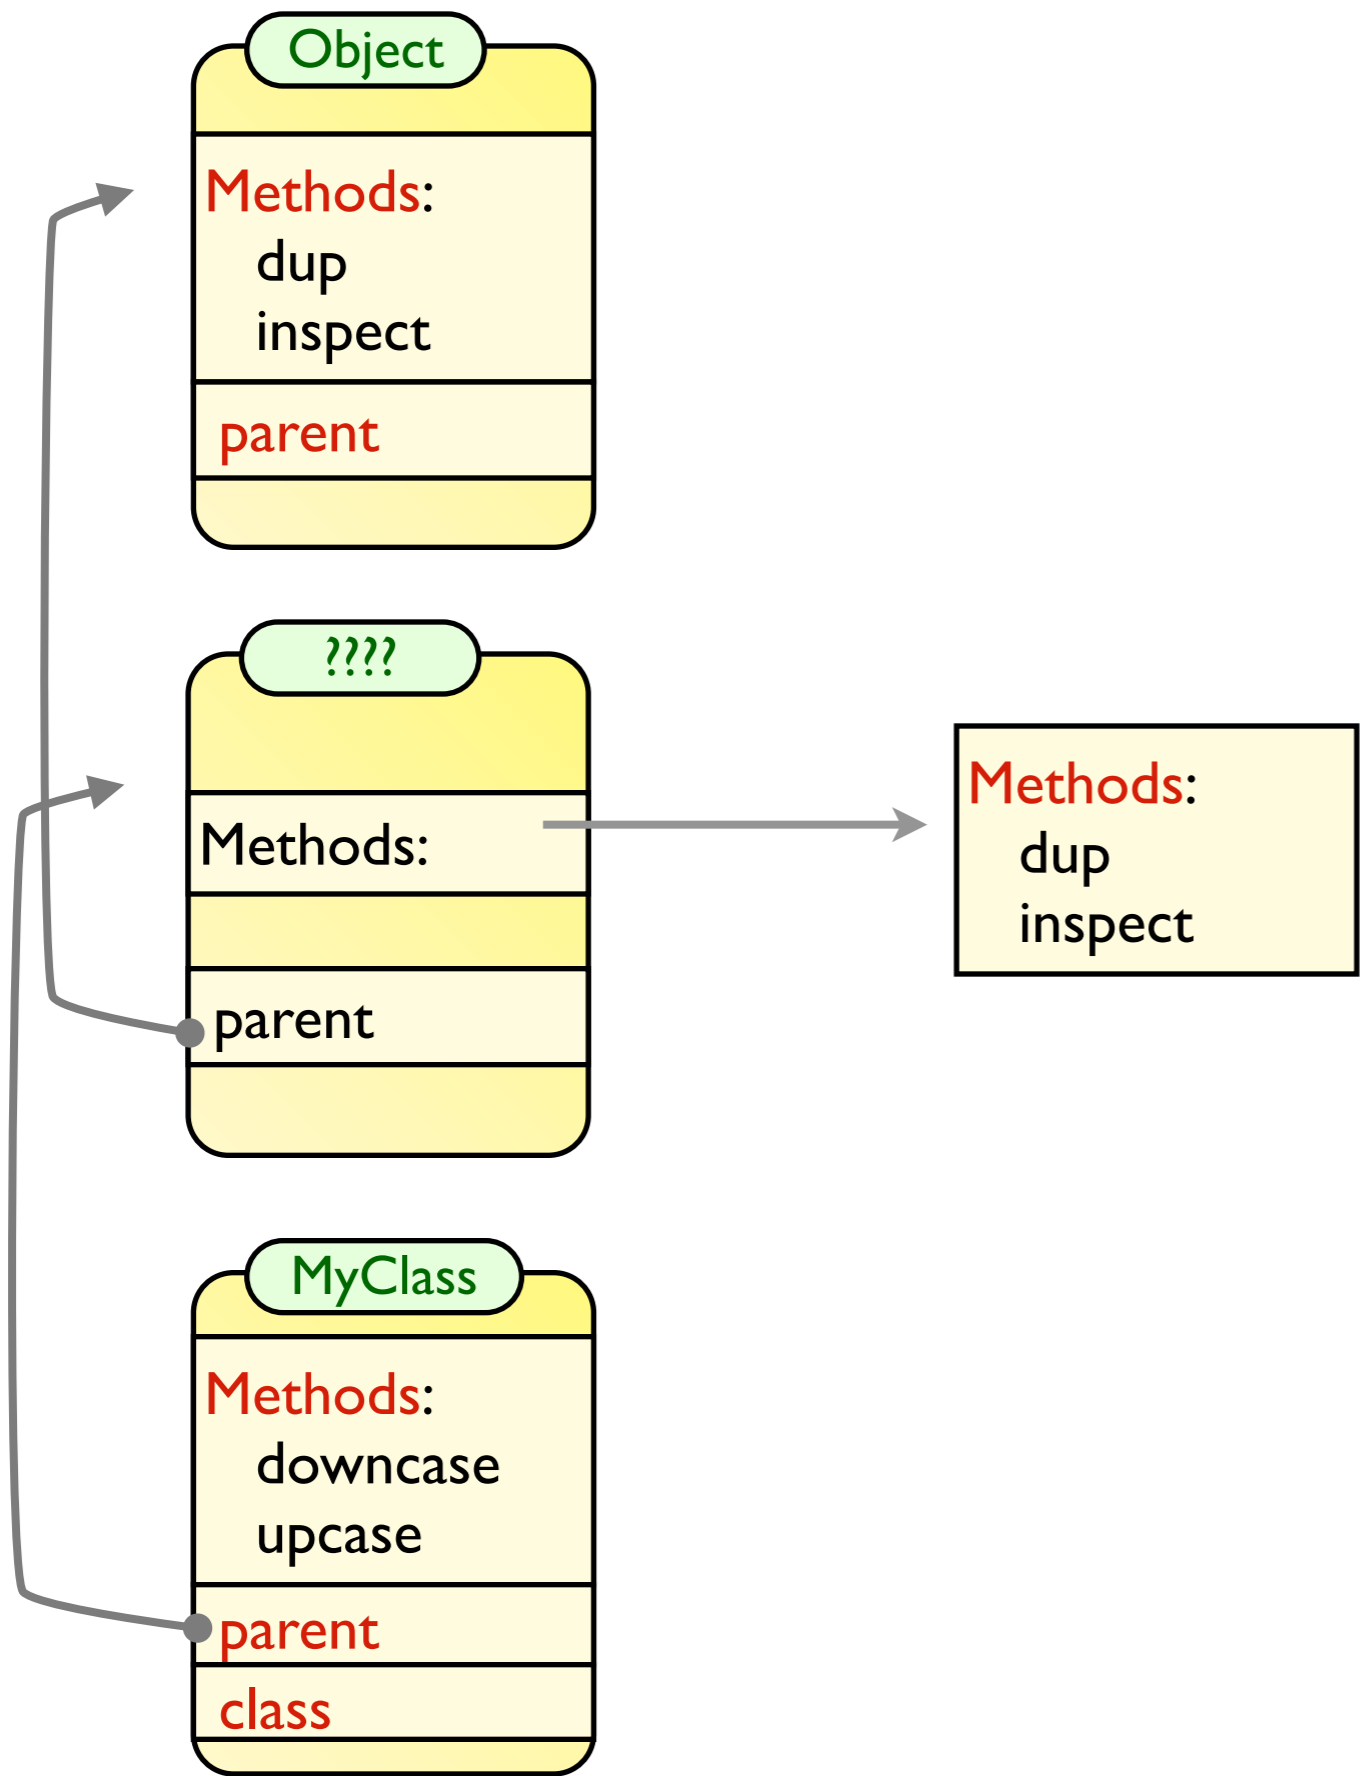 Object
Methods:
dup
inspect
parent
????
Methods:
parent
Methods:
dup
inspect
MyClass
Methods:
downcase
upcase
parent
class